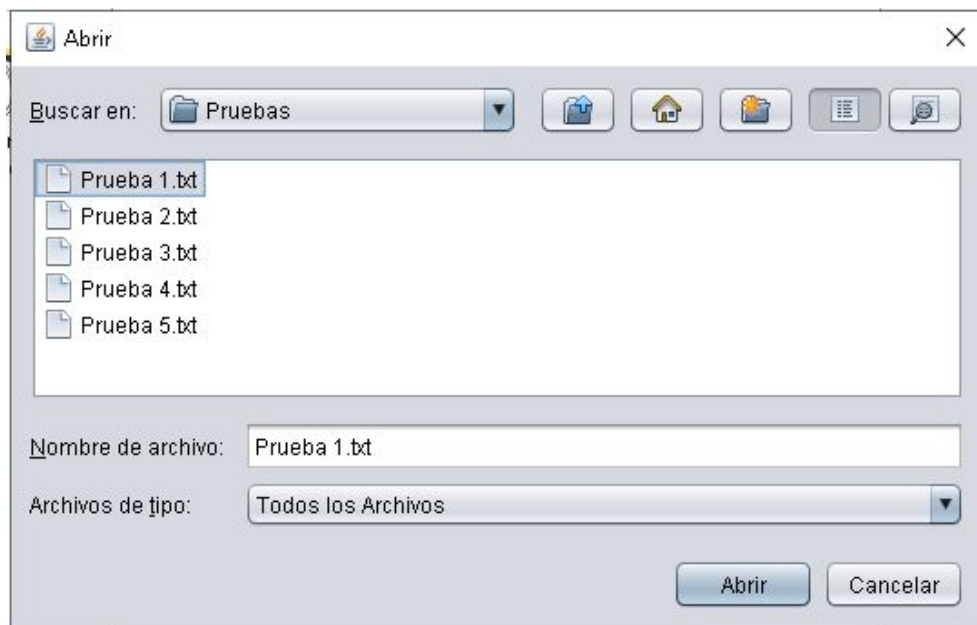 Abrir
Buscar en: Pruebas
Prueba 1.txt
Prueba 2.txt
Prueba 3.txt
Prueba 4.txt
Prueba 5.txt
Nombre de archivo: Prueba 1.txt
Archivos de tipo: Todos los Archivos
Abrir Cancelar